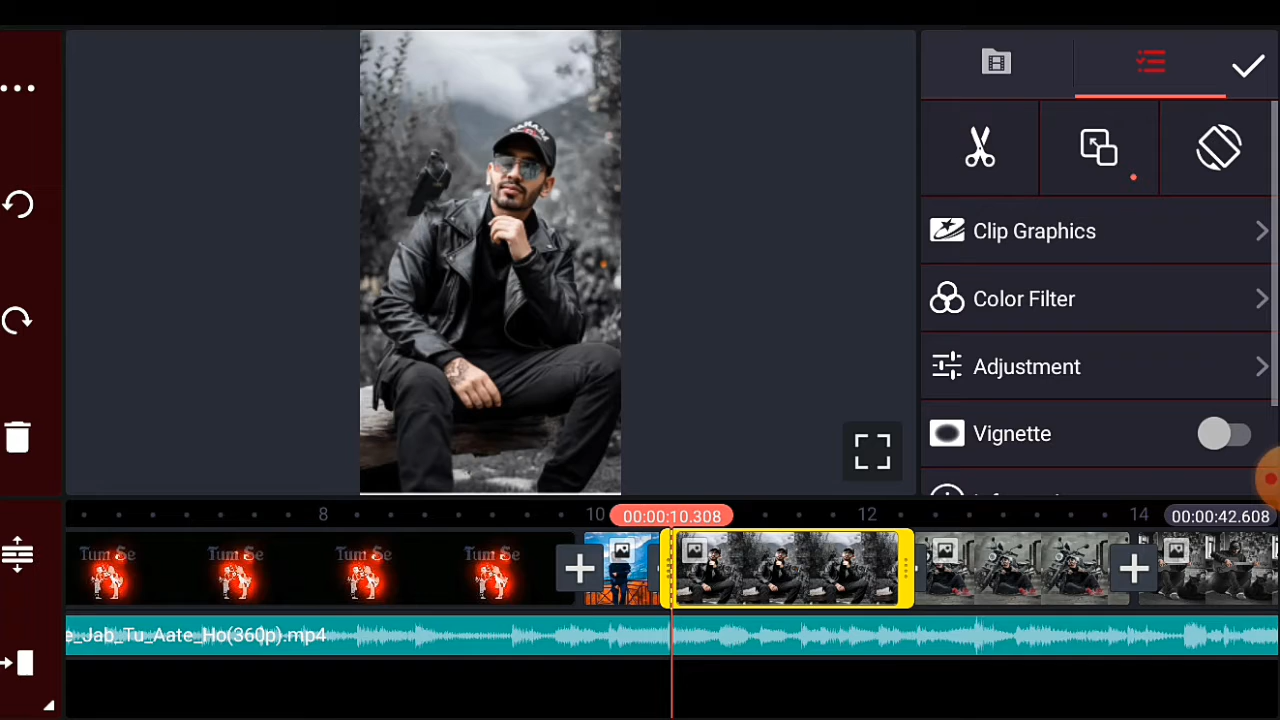 Clip Graphics
Color Filter
Adjustment
Vignette
8
10
00:00:10.308
12
14
00:00:42.608
Tum Se
Tum Se
Tum Se
Tum Se
e_Jab_Tu_Aate_Ho(360p).mp4